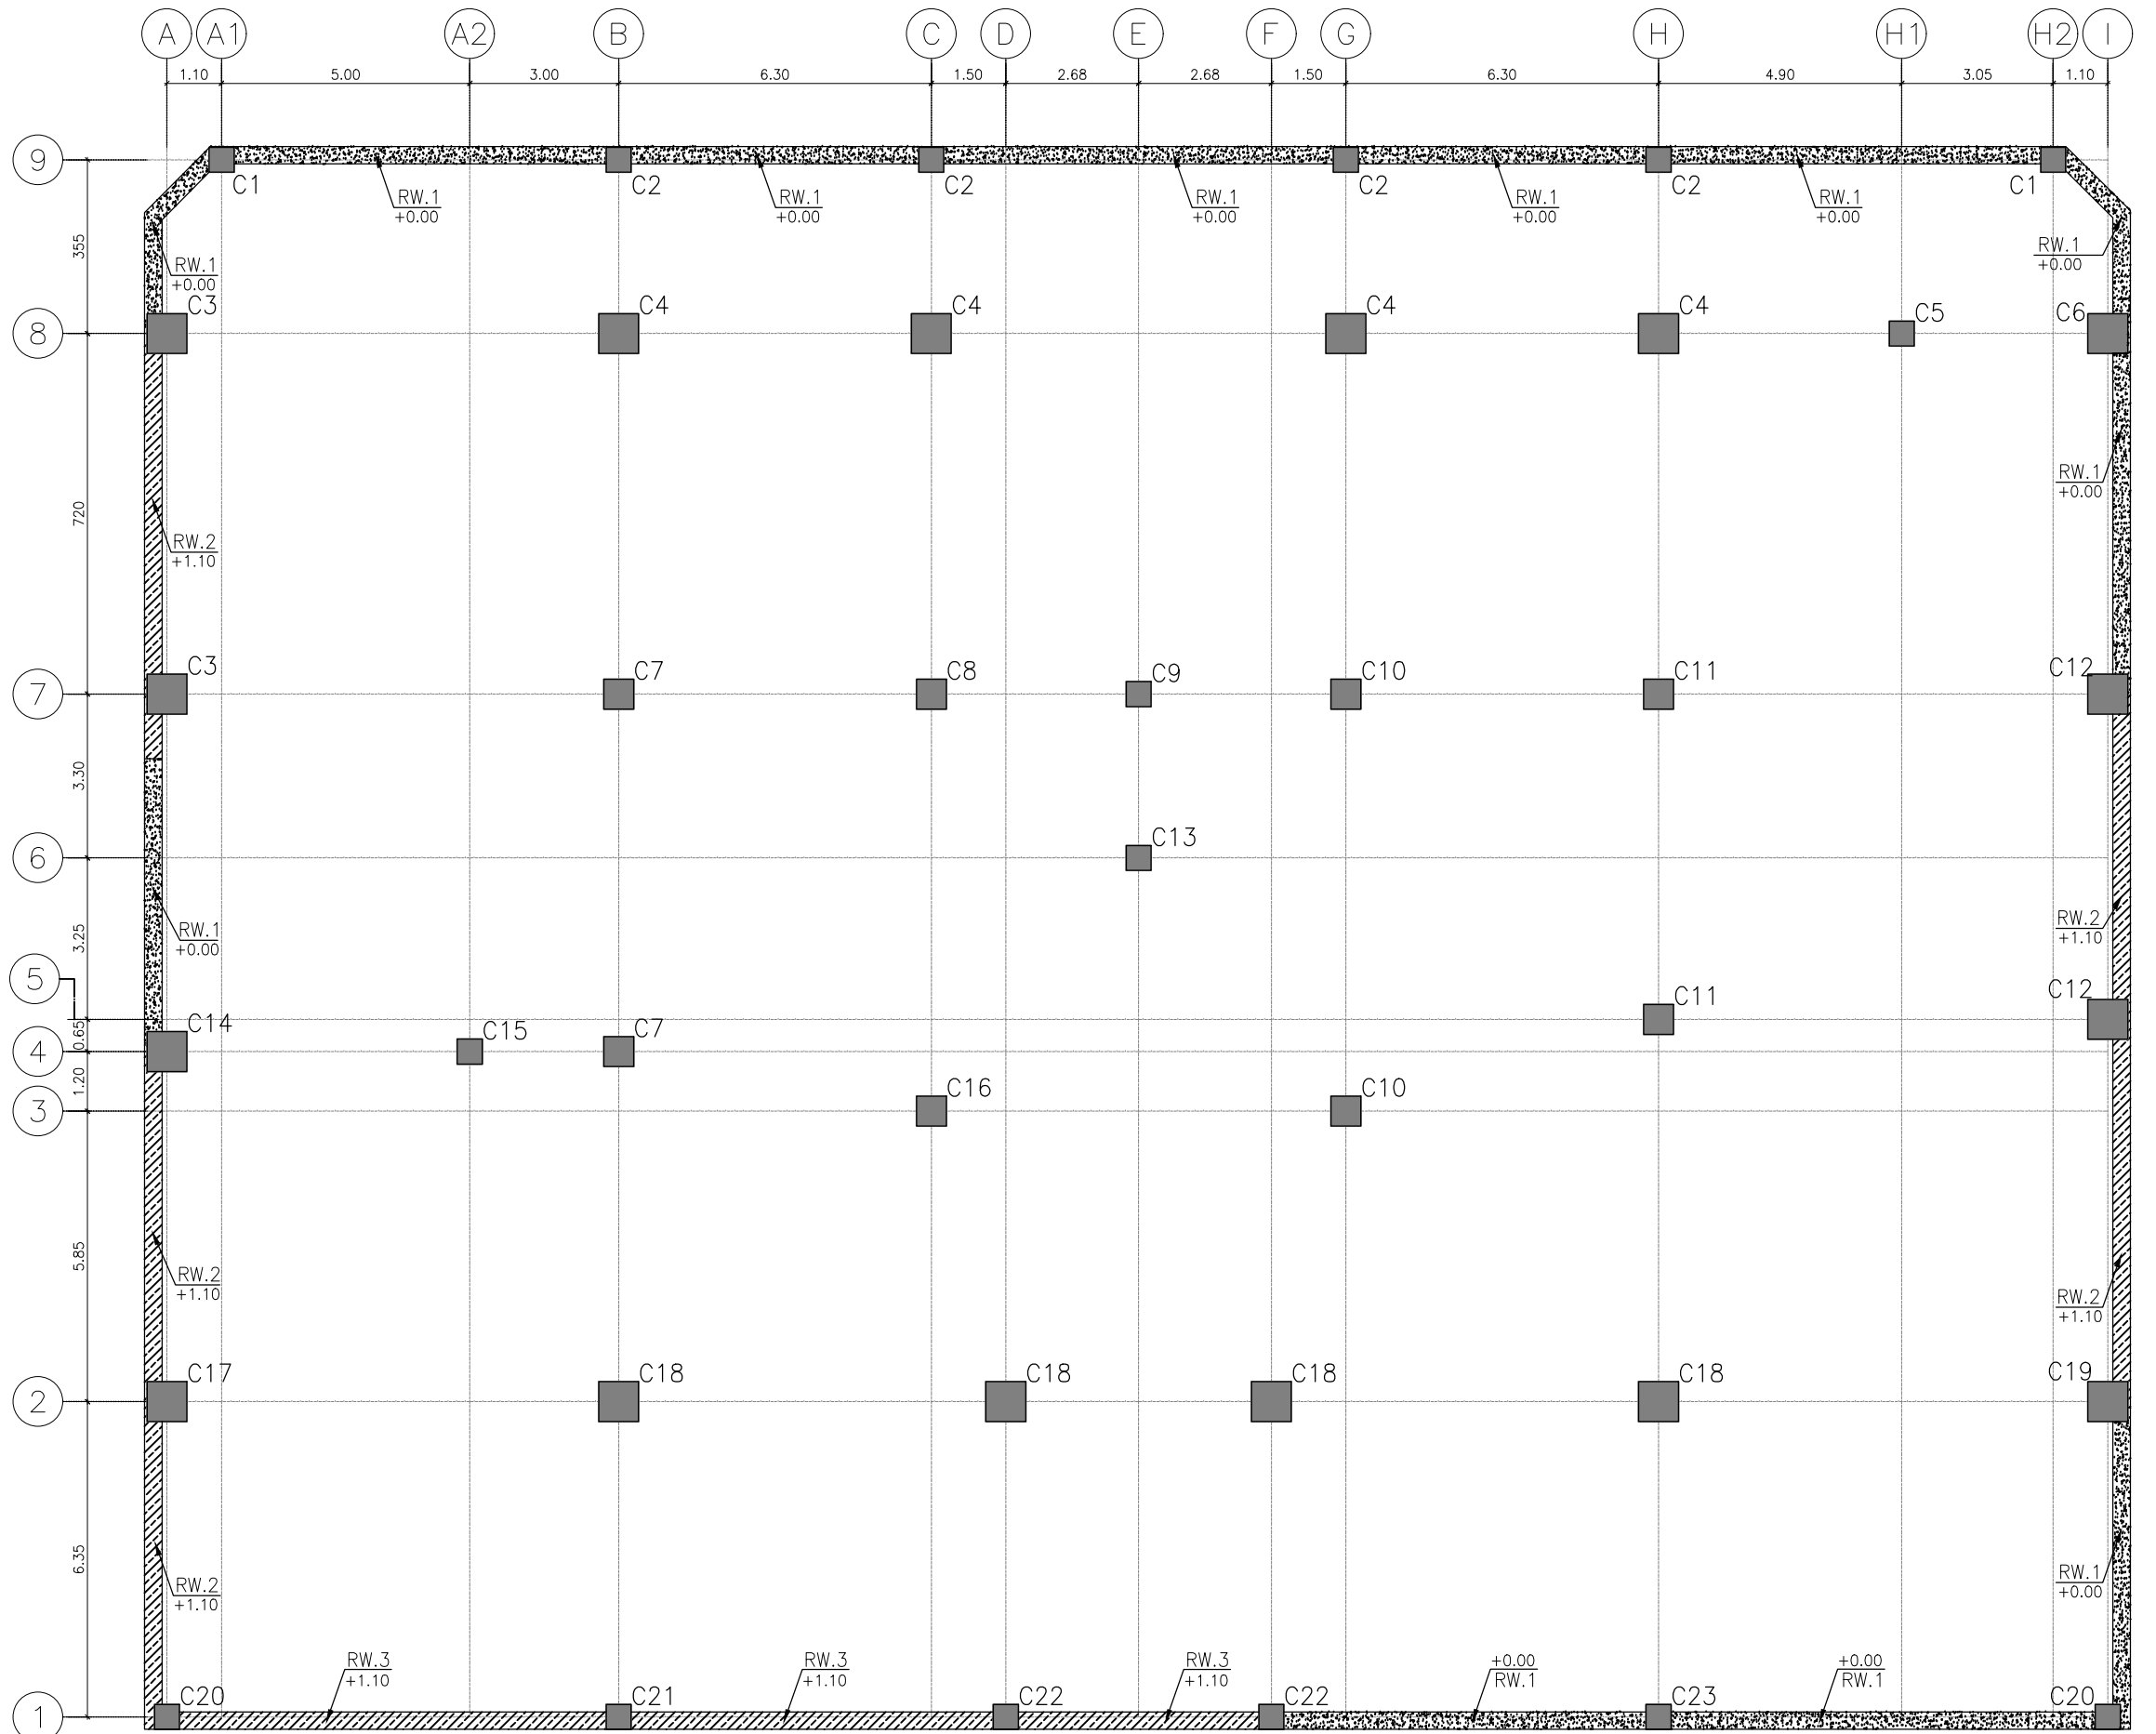 A A1 A2 B C D E F G H H1 H2 I
1.10 5.00 3.00 6.30 1.50 2.68 2.68 1.50 6.30 4.90 3.05 1.10
9
C1 C2 C2 C2 C2 C1
RW.1 RW.1 RW.1 RW.1 RW.1
+0.00 +0.00 +0.00 +0.00 +0.00
355
RW.1 RW.1
+0.00 +0.00
C3 C4 C4 C4 C4 C5 C6
8
RW.1
+0.00
720
RW.2
+1.10
C3 C7 C8 C9 C10 C11 C12
7
3.30
C13
6
RW.1 RW.2
+0.00 +1.10
3.25
5
C11 C12
0.65
C14 C15 C7
4
1.20
C16 C10
3
5.85
RW.2 RW.2
+1.10 +1.10
C17 C18 C18 C18 C18 C19
2
6.35
RW.2 RW.1
+1.10 +0.00
RW.3 RW.3 RW.3 +0.00 +0.00
+1.10 +1.10 +1.10 RW.1 RW.1
C20 C21 C22 C22 C23 C20
1